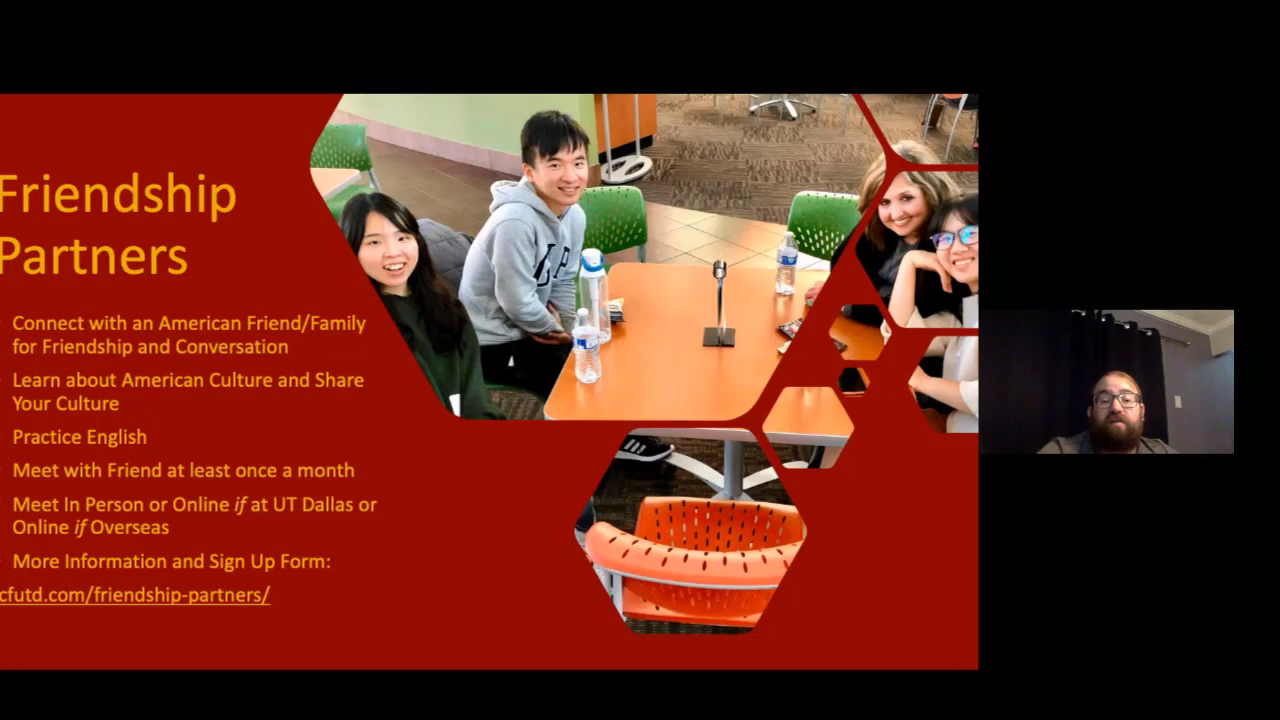 Friendship
Partners
Connect with an American Friend/Family
for Friendship and Conversation
Learn about American Culture and Share
Your Culture
Practice English
Meet with Friend at least once a month
Meet In Person or Online if at UT Dallas or
Online if Overseas
More Information and Sign Up Form:
cfutd.com/friendship-partners/